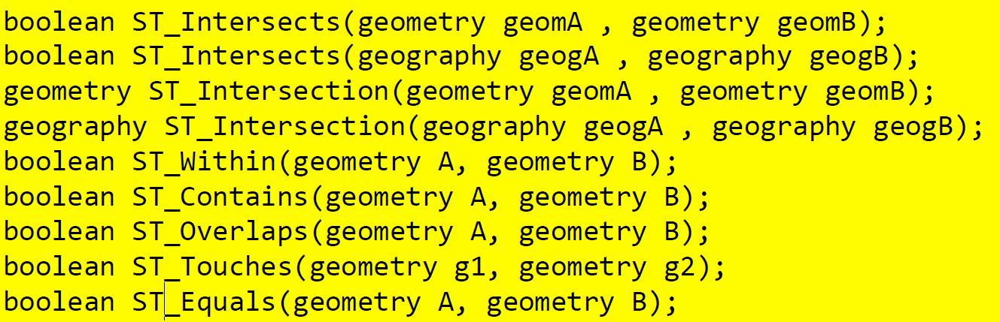 boolean ST_Intersects(geometry geomA , geometry geomB);
boolean ST_Intersects(geography geogA , geography geogB);
geometry ST_Intersection(geometry geomA , geometry geomB);
geography ST_Intersection(geography geogA , geography geogB);
boolean ST_Within(geometry A, geometry B);
boolean ST_Contains(geometry A, geometry B);
boolean ST_Overlaps(geometry A, geometry B);
boolean ST_Touches(geometry g1, geometry g2);
boolean ST_Equals(geometry A, geometry B);